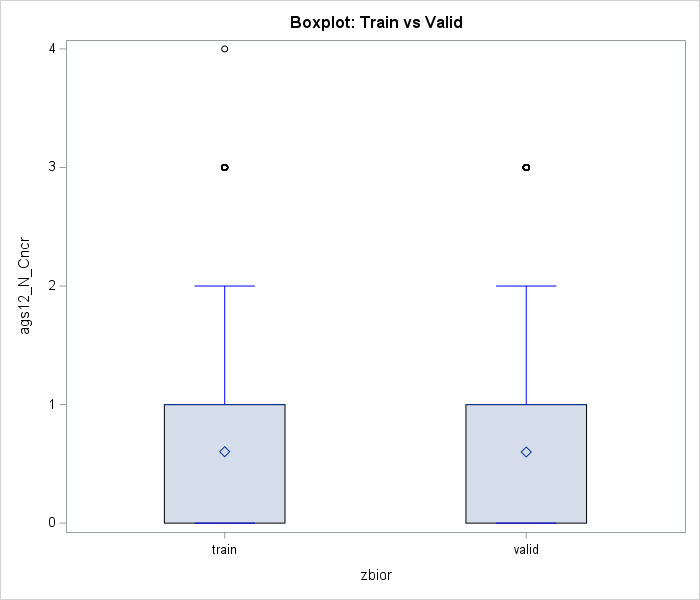 Boxplot: Train vs Valid
4
3
2
1
0
ags12_N_Cncr
train
valid
zbior